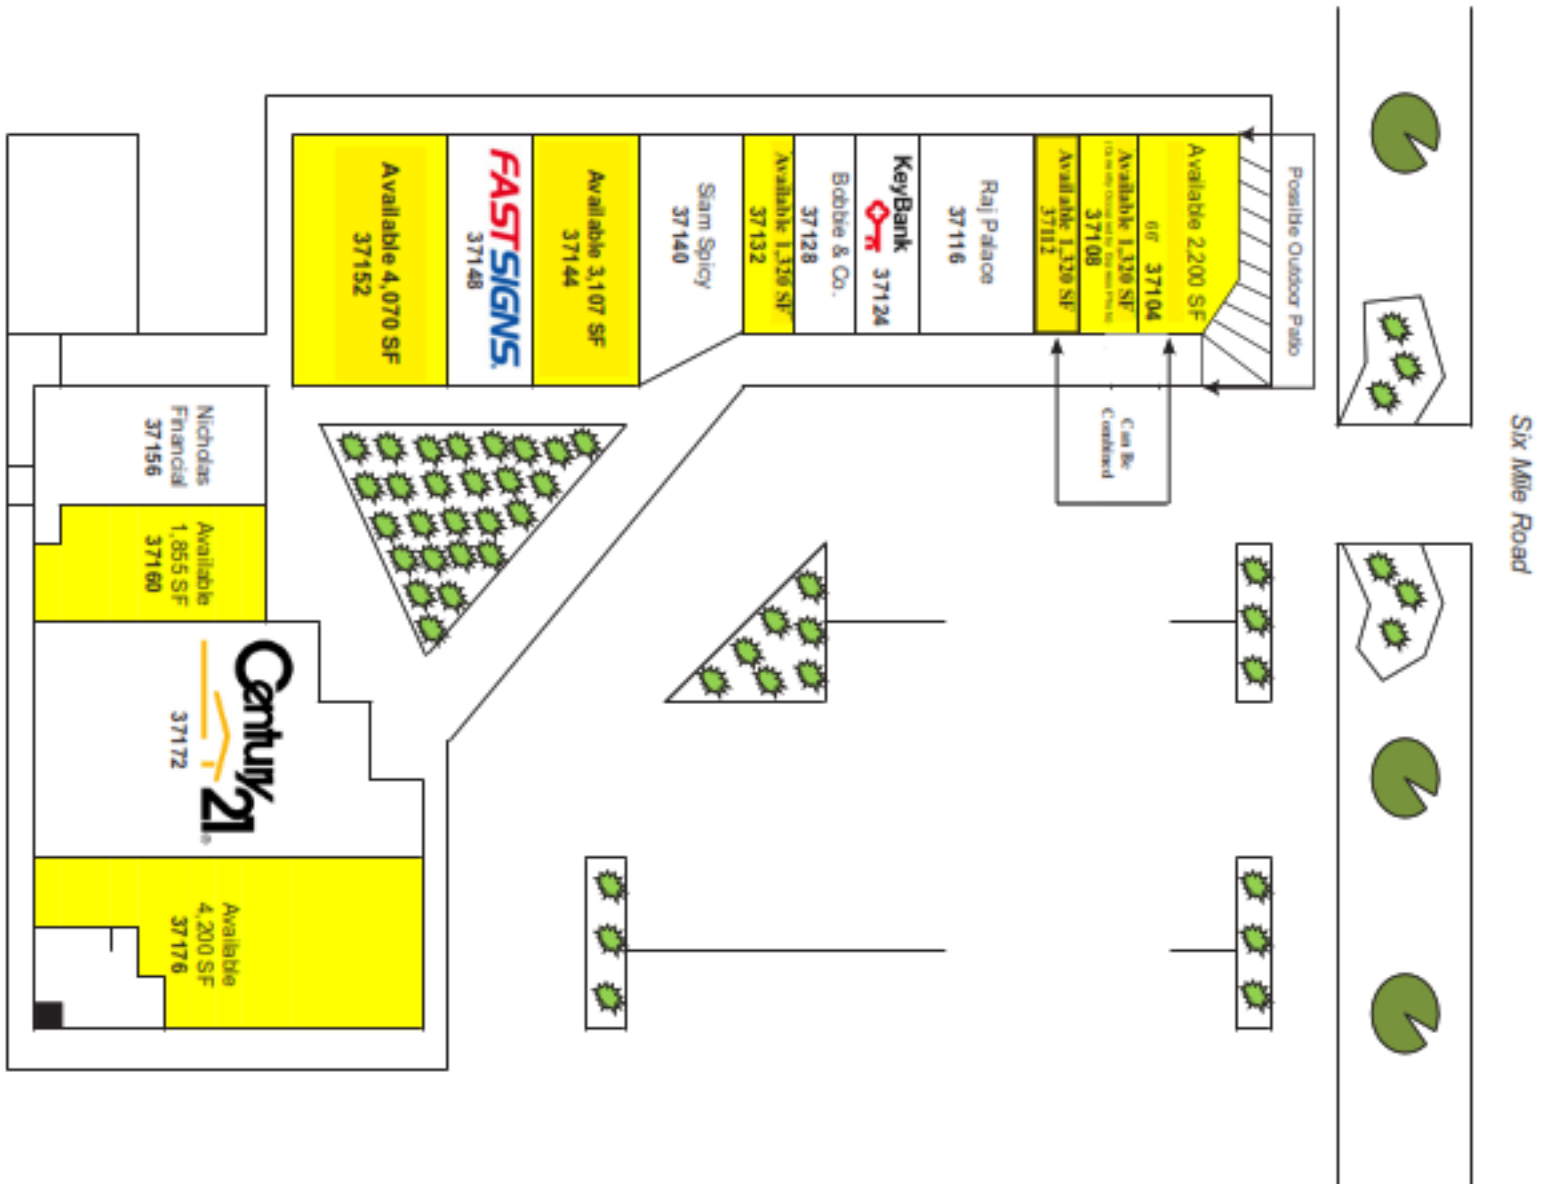 Six Mile Road
Possible Outdoor Patio
Available 2,200 SF
66' 37104
Available 1,320 SF
37108
Available 1,320 SF
37112
Can Be
Combined
Raj Palace
37116
KeyBank
37124
Bobbie & Co.
37128
Available 1,320 SF
37132
Siam Spicy
37140
Available 3,107 SF
37144
FASTSIGNS.
37148
Available 4,070 SF
37152
Nicholas
Financial
37156
Available
1,855 SF
37160
Century 21®
37172
Available
4,200 SF
37176